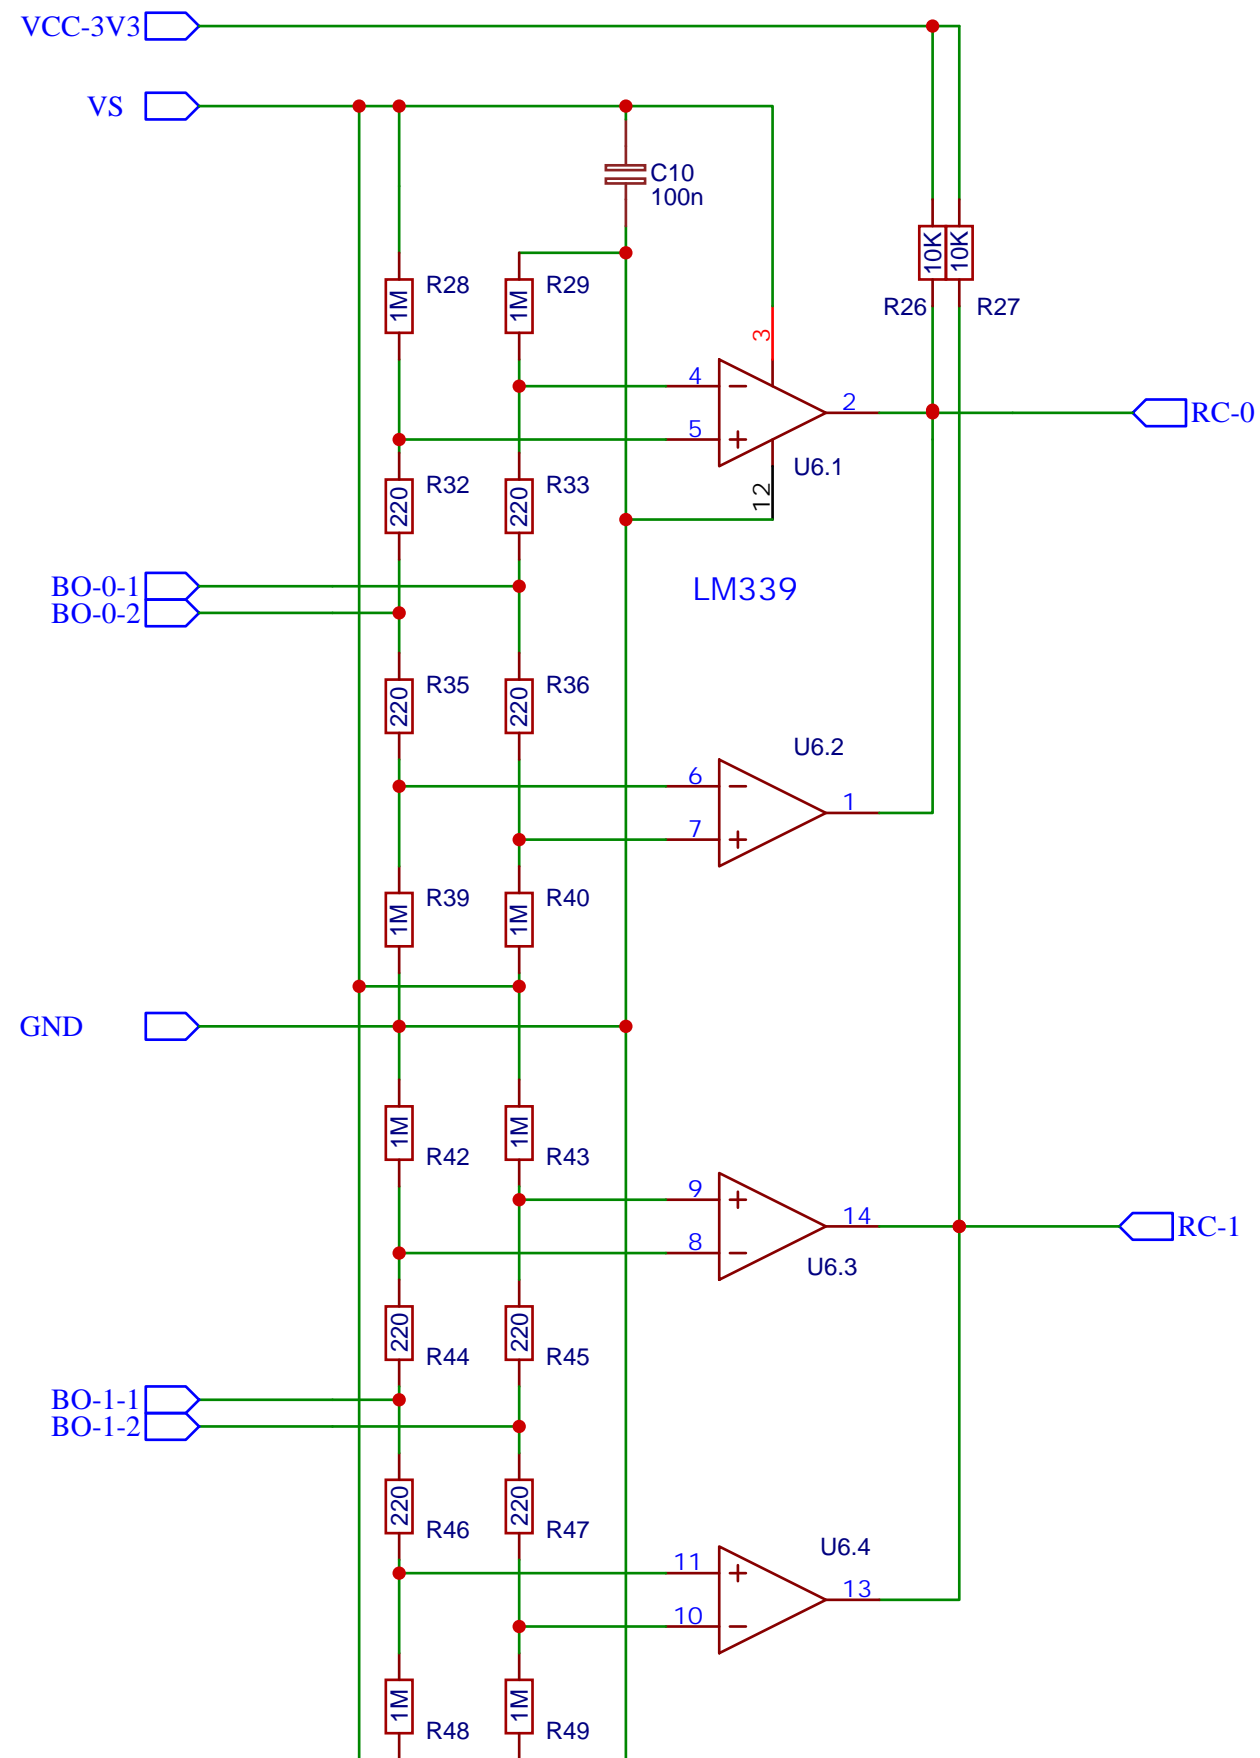 VCC-3V3
VS
C10
100n
10K
10K
R28
1M
R29
1M
R26
R27
3
4
2
RC-0
5
U6.1
R32
220
R33
220
12
BO-0-1
LM339
BO-0-2
R35
220
R36
220
U6.2
6
1
7
R39
1M
R40
1M
GND
1M
R42
1M
R43
9
14
RC-1
8
U6.3
220
R44
220
R45
BO-1-1
BO-1-2
220
R46
220
R47
U6.4
11
13
10
1M
R48
1M
R49